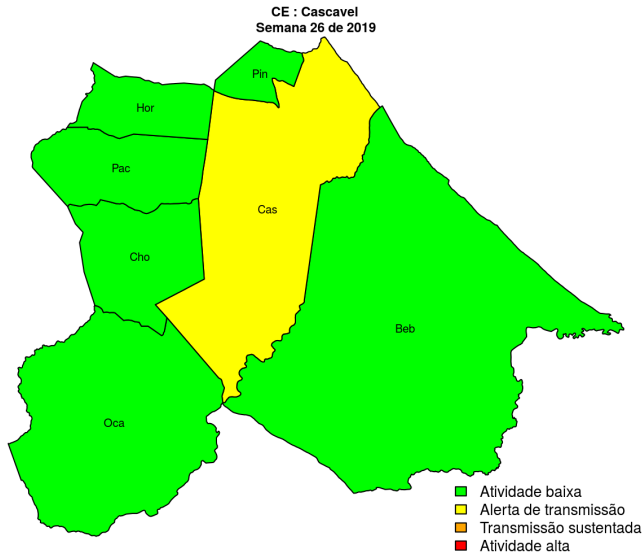 CE : Cascavel
Semana 26 de 2019
Pin
Hor
Pac
Cas
Cho
Beb
Oca
Atividade baixa
Alerta de transmissão
Transmissão sustentada
Atividade alta